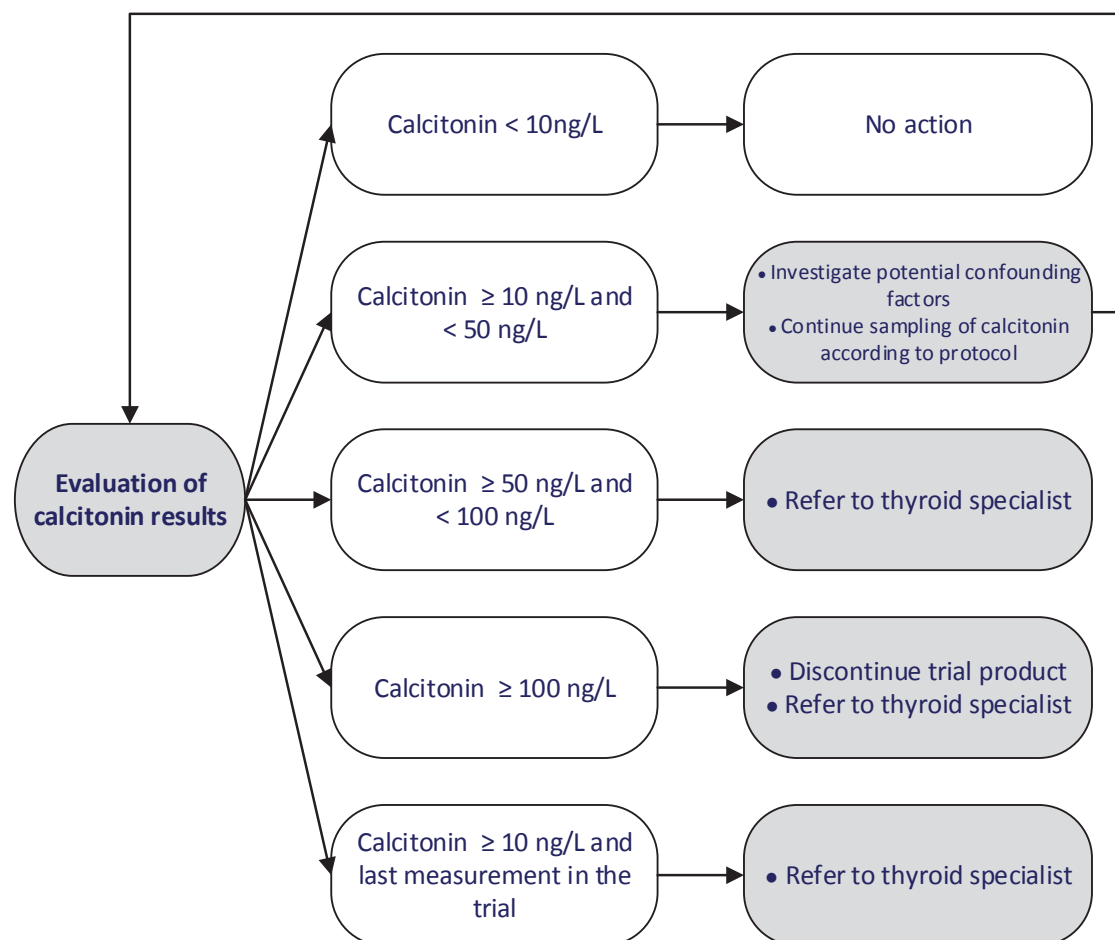 Calcitonin < 10ng/L
No action
Calcitonin ≥ 10 ng/L and
< 50 ng/L
• Investigate potential confounding
factors
• Continue sampling of calcitonin
according to protocol
Evaluation of
calcitonin results
Calcitonin ≥ 50 ng/L and
< 100 ng/L
• Refer to thyroid specialist
Calcitonin ≥ 100 ng/L
• Discontinue trial product
• Refer to thyroid specialist
Calcitonin ≥ 10 ng/L and
last measurement in the
trial
• Refer to thyroid specialist